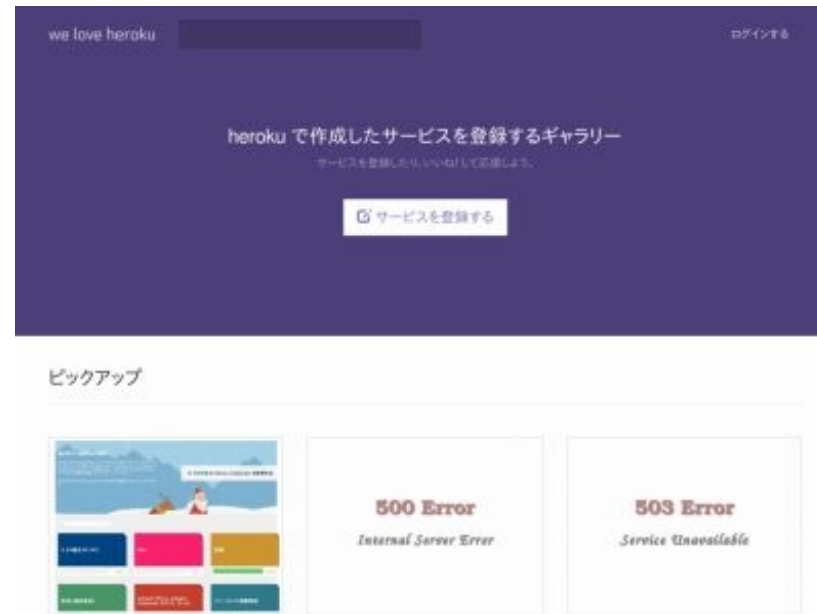 we love heroku
ログインする
heroku で作成したサービスを登録するギャラリー
サービスを登録したり、いいね!して応援しよう。
サービスを登録する
ピックアップ
500 Error
Internal Server Error
503 Error
Service Unavailable